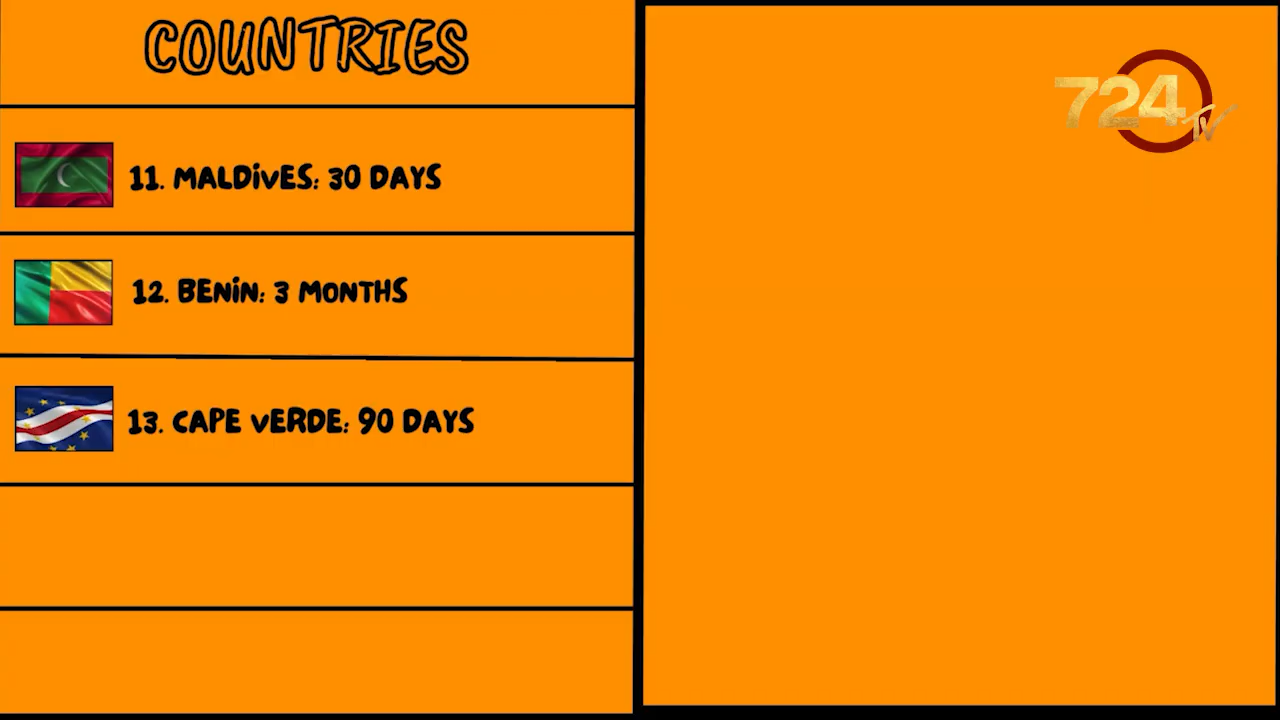 COUNTRIES
724 TV
11. MALDIVES: 30 DAYS
12. BENIN: 3 MONTHS
13. CAPE VERDE: 90 DAYS